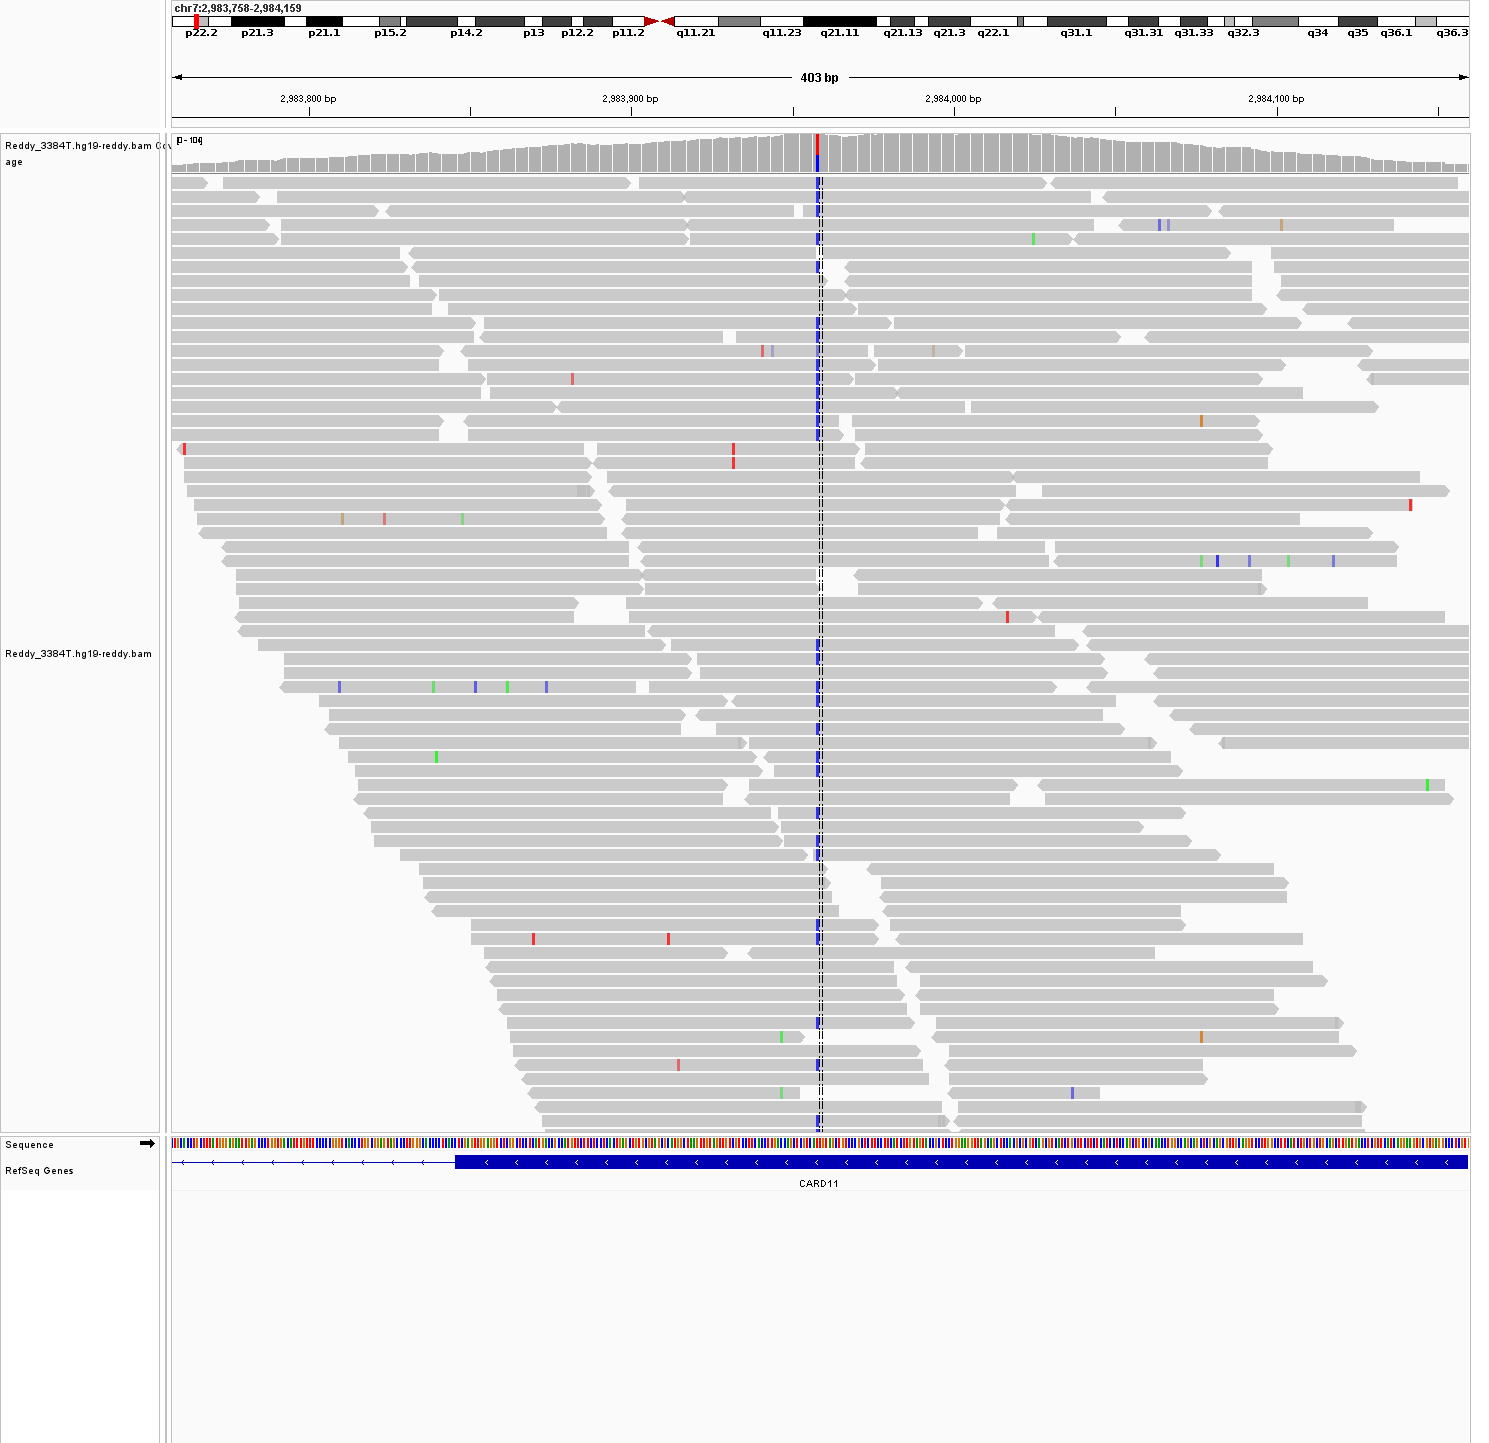 chr7:2,983,758-2,984,159
p22.2 p21.3 p21.1 p15.2 p14.2 p13 p12.2 p11.2 q11.21 q11.23 q21.11 q21.13 q21.3 q22.1 q31.1 q31.31 q31.33 q32.3 q34 q35 q36.1 q36.3
403 bp
2,983,800 bp 2,983,900 bp 2,984,000 bp 2,984,100 bp
Reddy_3384T.hg19-reddy.bam Cov
age
[0 - 104]
Reddy_3384T.hg19-reddy.bam
Sequence
RefSeq Genes
CARD11